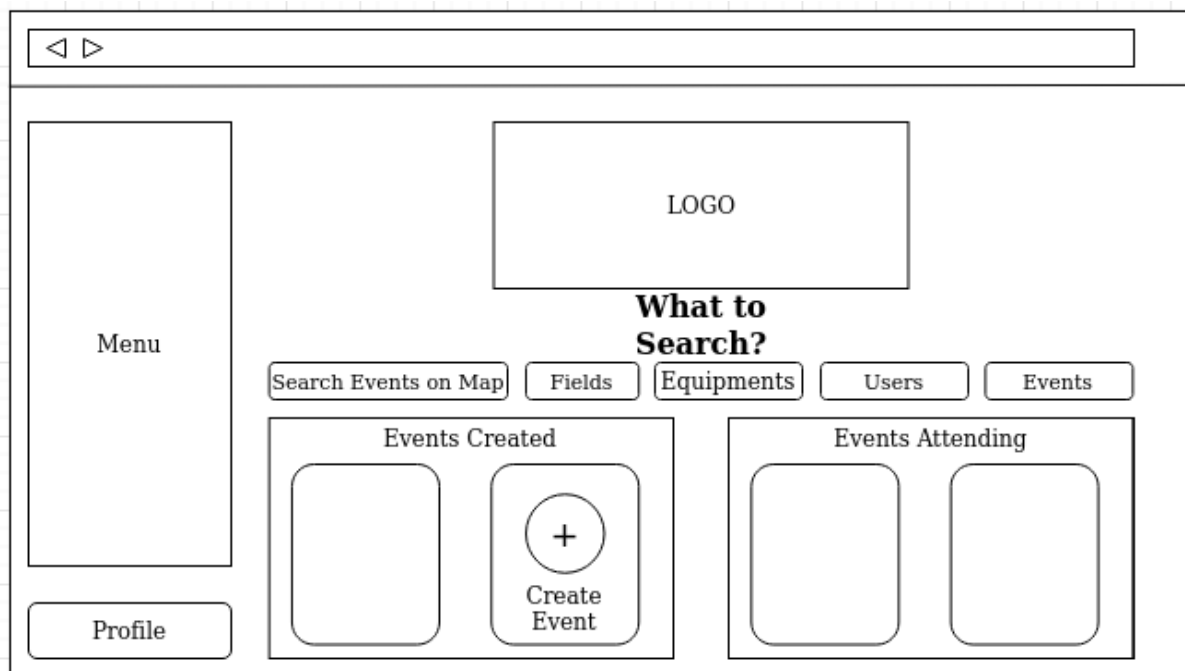 LOGO
Menu
What to
Search?
Search Events on Map
Fields
Equipments
Users
Events
Events Created
+
Create
Event
Events Attending
Profile